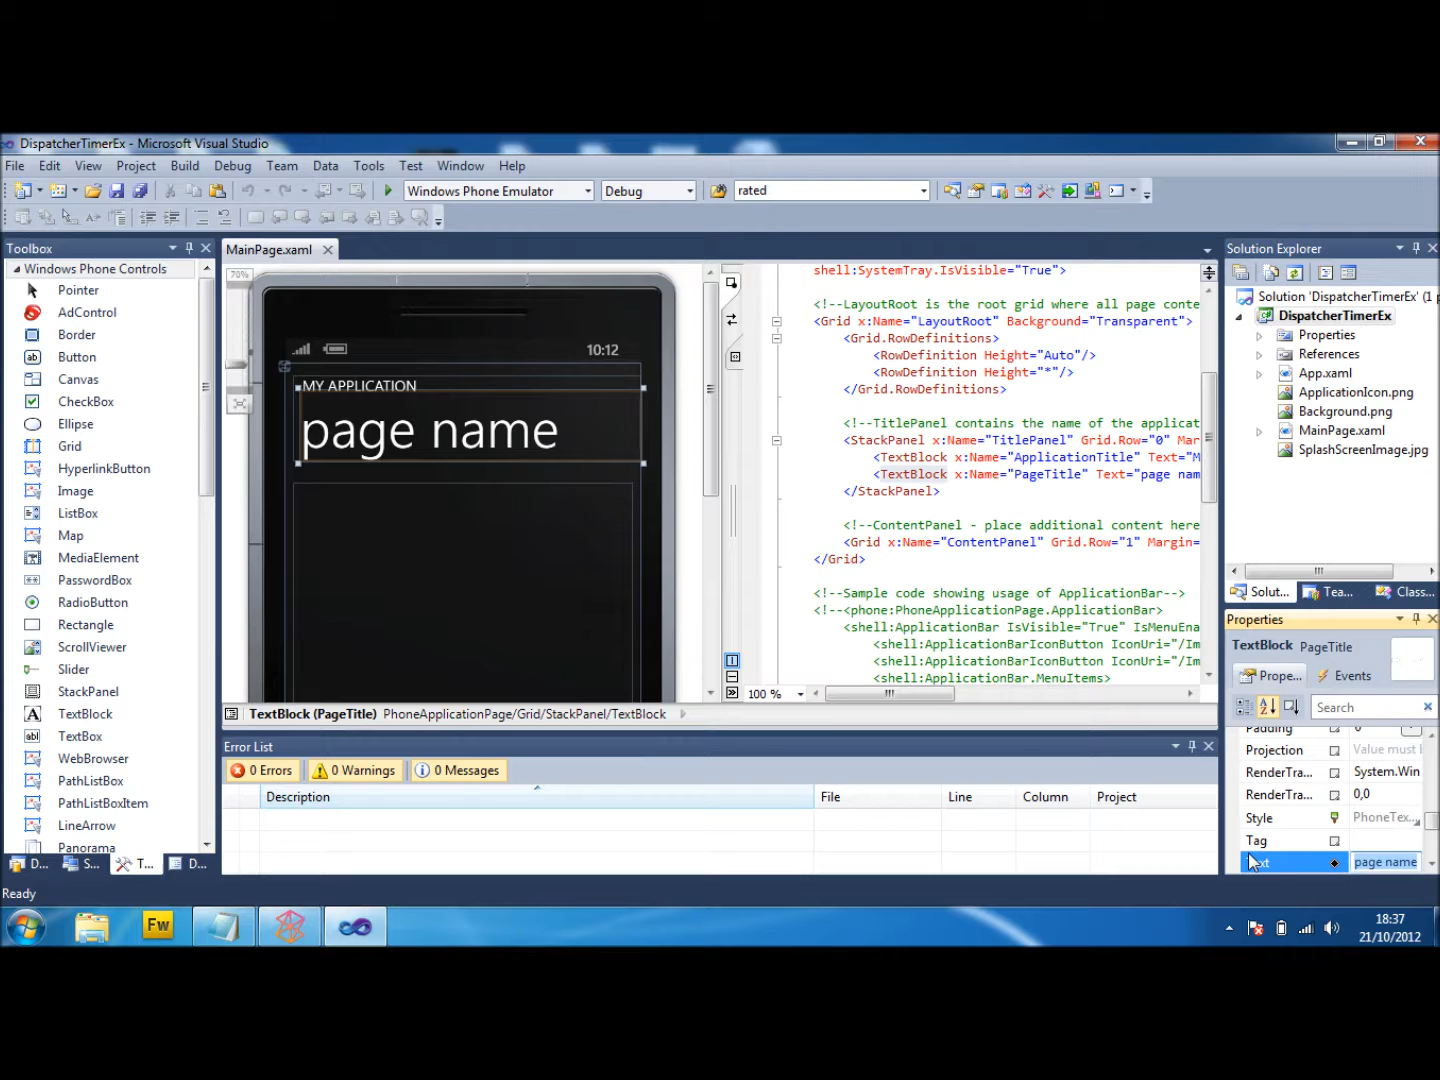 DispatcherTimerEx - Microsoft Visual Studio
File Edit View Project Build Debug Team Data Tools Test Window Help
Windows Phone Emulator Debug rated
Toolbox
Windows Phone Controls
Pointer
AdControl
Border
Button
Canvas
CheckBox
Ellipse
Grid
HyperlinkButton
Image
ListBox
Map
MediaElement
PasswordBox
RadioButton
Rectangle
ScrollViewer
Slider
StackPanel
TextBlock
TextBox
WebBrowser
PathListBox
PathListBoxItem
LineArrow
Panorama
D... S... T... D...
MainPage.xaml
70%
10:12
MY APPLICATION
page name
shell:SystemTray.IsVisible="True">
<!--LayoutRoot is the root grid where all page conte
<Grid x:Name="LayoutRoot" Background="Transparent">
<Grid.RowDefinitions>
<RowDefinition Height="Auto"/>
<RowDefinition Height="*"/>
</Grid.RowDefinitions>
<!--TitlePanel contains the name of the applicat
<StackPanel x:Name="TitlePanel" Grid.Row="0" Mar
<TextBlock x:Name="ApplicationTitle" Text="M
<TextBlock x:Name="PageTitle" Text="page nam
</StackPanel>
<!--ContentPanel - place additional content here
<Grid x:Name="ContentPanel" Grid.Row="1" Margin=
</Grid>
<!--Sample code showing usage of ApplicationBar-->
<!--<phone:PhoneApplicationPage.ApplicationBar>
<shell:ApplicationBar IsVisible="True" IsMenuEna
<shell:ApplicationBarIconButton IconUri="/Im
<shell:ApplicationBarIconButton IconUri="/Im
<shell:ApplicationBar.MenuItems>
100 %
TextBlock (PageTitle) PhoneApplicationPage/Grid/StackPanel/TextBlock
Error List
0 Errors 0 Warnings 0 Messages
Description File Line Column Project
Solution Explorer
Solution 'DispatcherTimerEx' (1 p
DispatcherTimerEx
Properties
References
App.xaml
ApplicationIcon.png
Background.png
MainPage.xaml
SplashScreenImage.jpg
Solut... Tea... Class...
Properties
TextBlock PageTitle
Prope... Events
Search
Padding 0
Projection Value must b
RenderTra... System.Win
RenderTra... 0,0
Style PhoneTex...
Tag
page name
Ready
Fw
18:37
21/10/2012